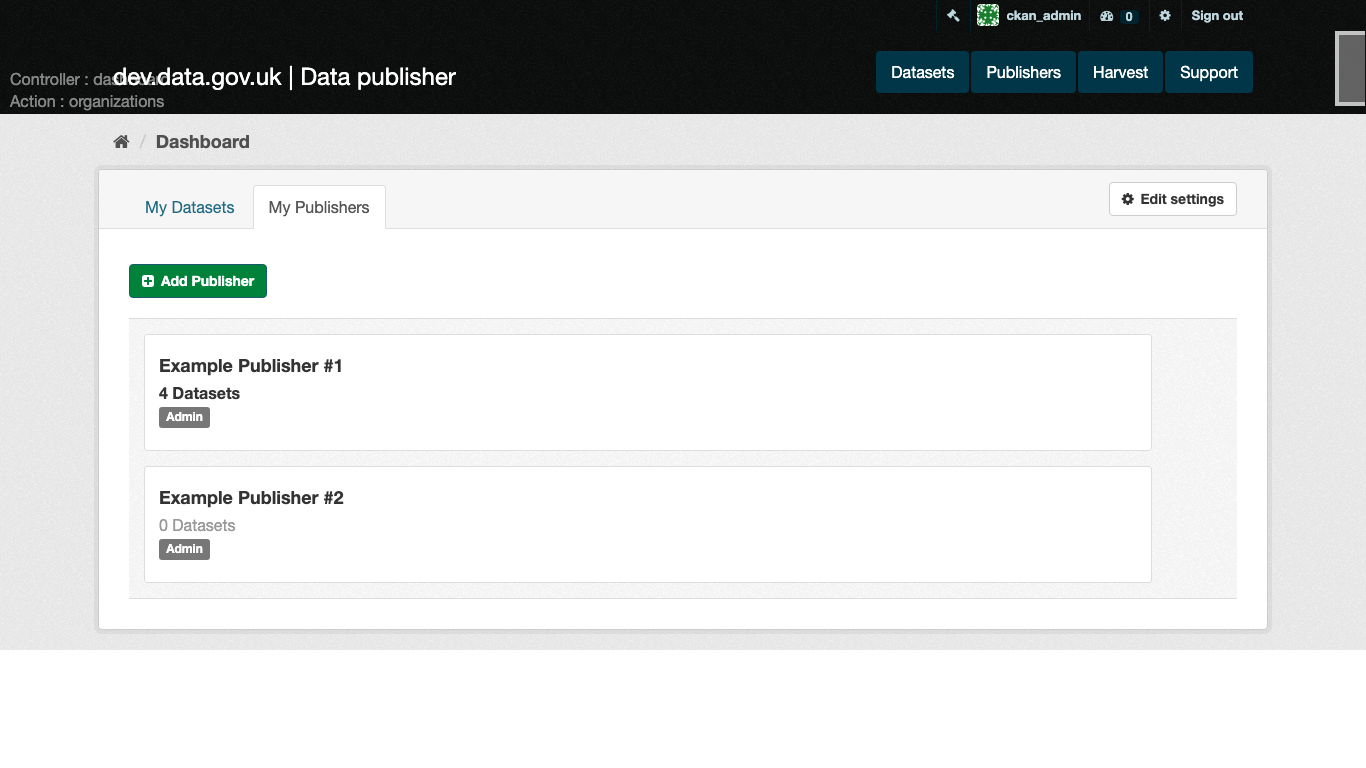 ckan_admin 0 Sign out
dev.data.gov.uk | Data publisher
Datasets Publishers Harvest Support
Controller : dashboard
Action : organizations
/ Dashboard
My Datasets My Publishers Edit settings
Add Publisher
Example Publisher #1
4 Datasets
Admin
Example Publisher #2
0 Datasets
Admin